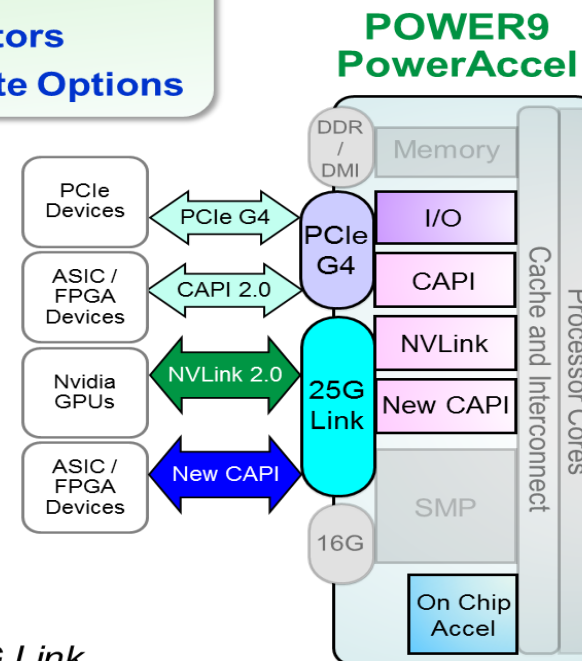 POWER9
PowerAccel
te Options
DDR
/
DMI
Memory
PCIe
Devices
PCIe G4
PCIe
G4
I/O
ASIC /
FPGA
Devices
CAPI 2.0
CAPI
Nvidia
GPUs
NVLink 2.0
25G
Link
NVLink
New CAPI
ASIC /
FPGA
Devices
New CAPI
SMP
16G
On Chip
Accel
Cache and Interconnect
Processor Cores
Link